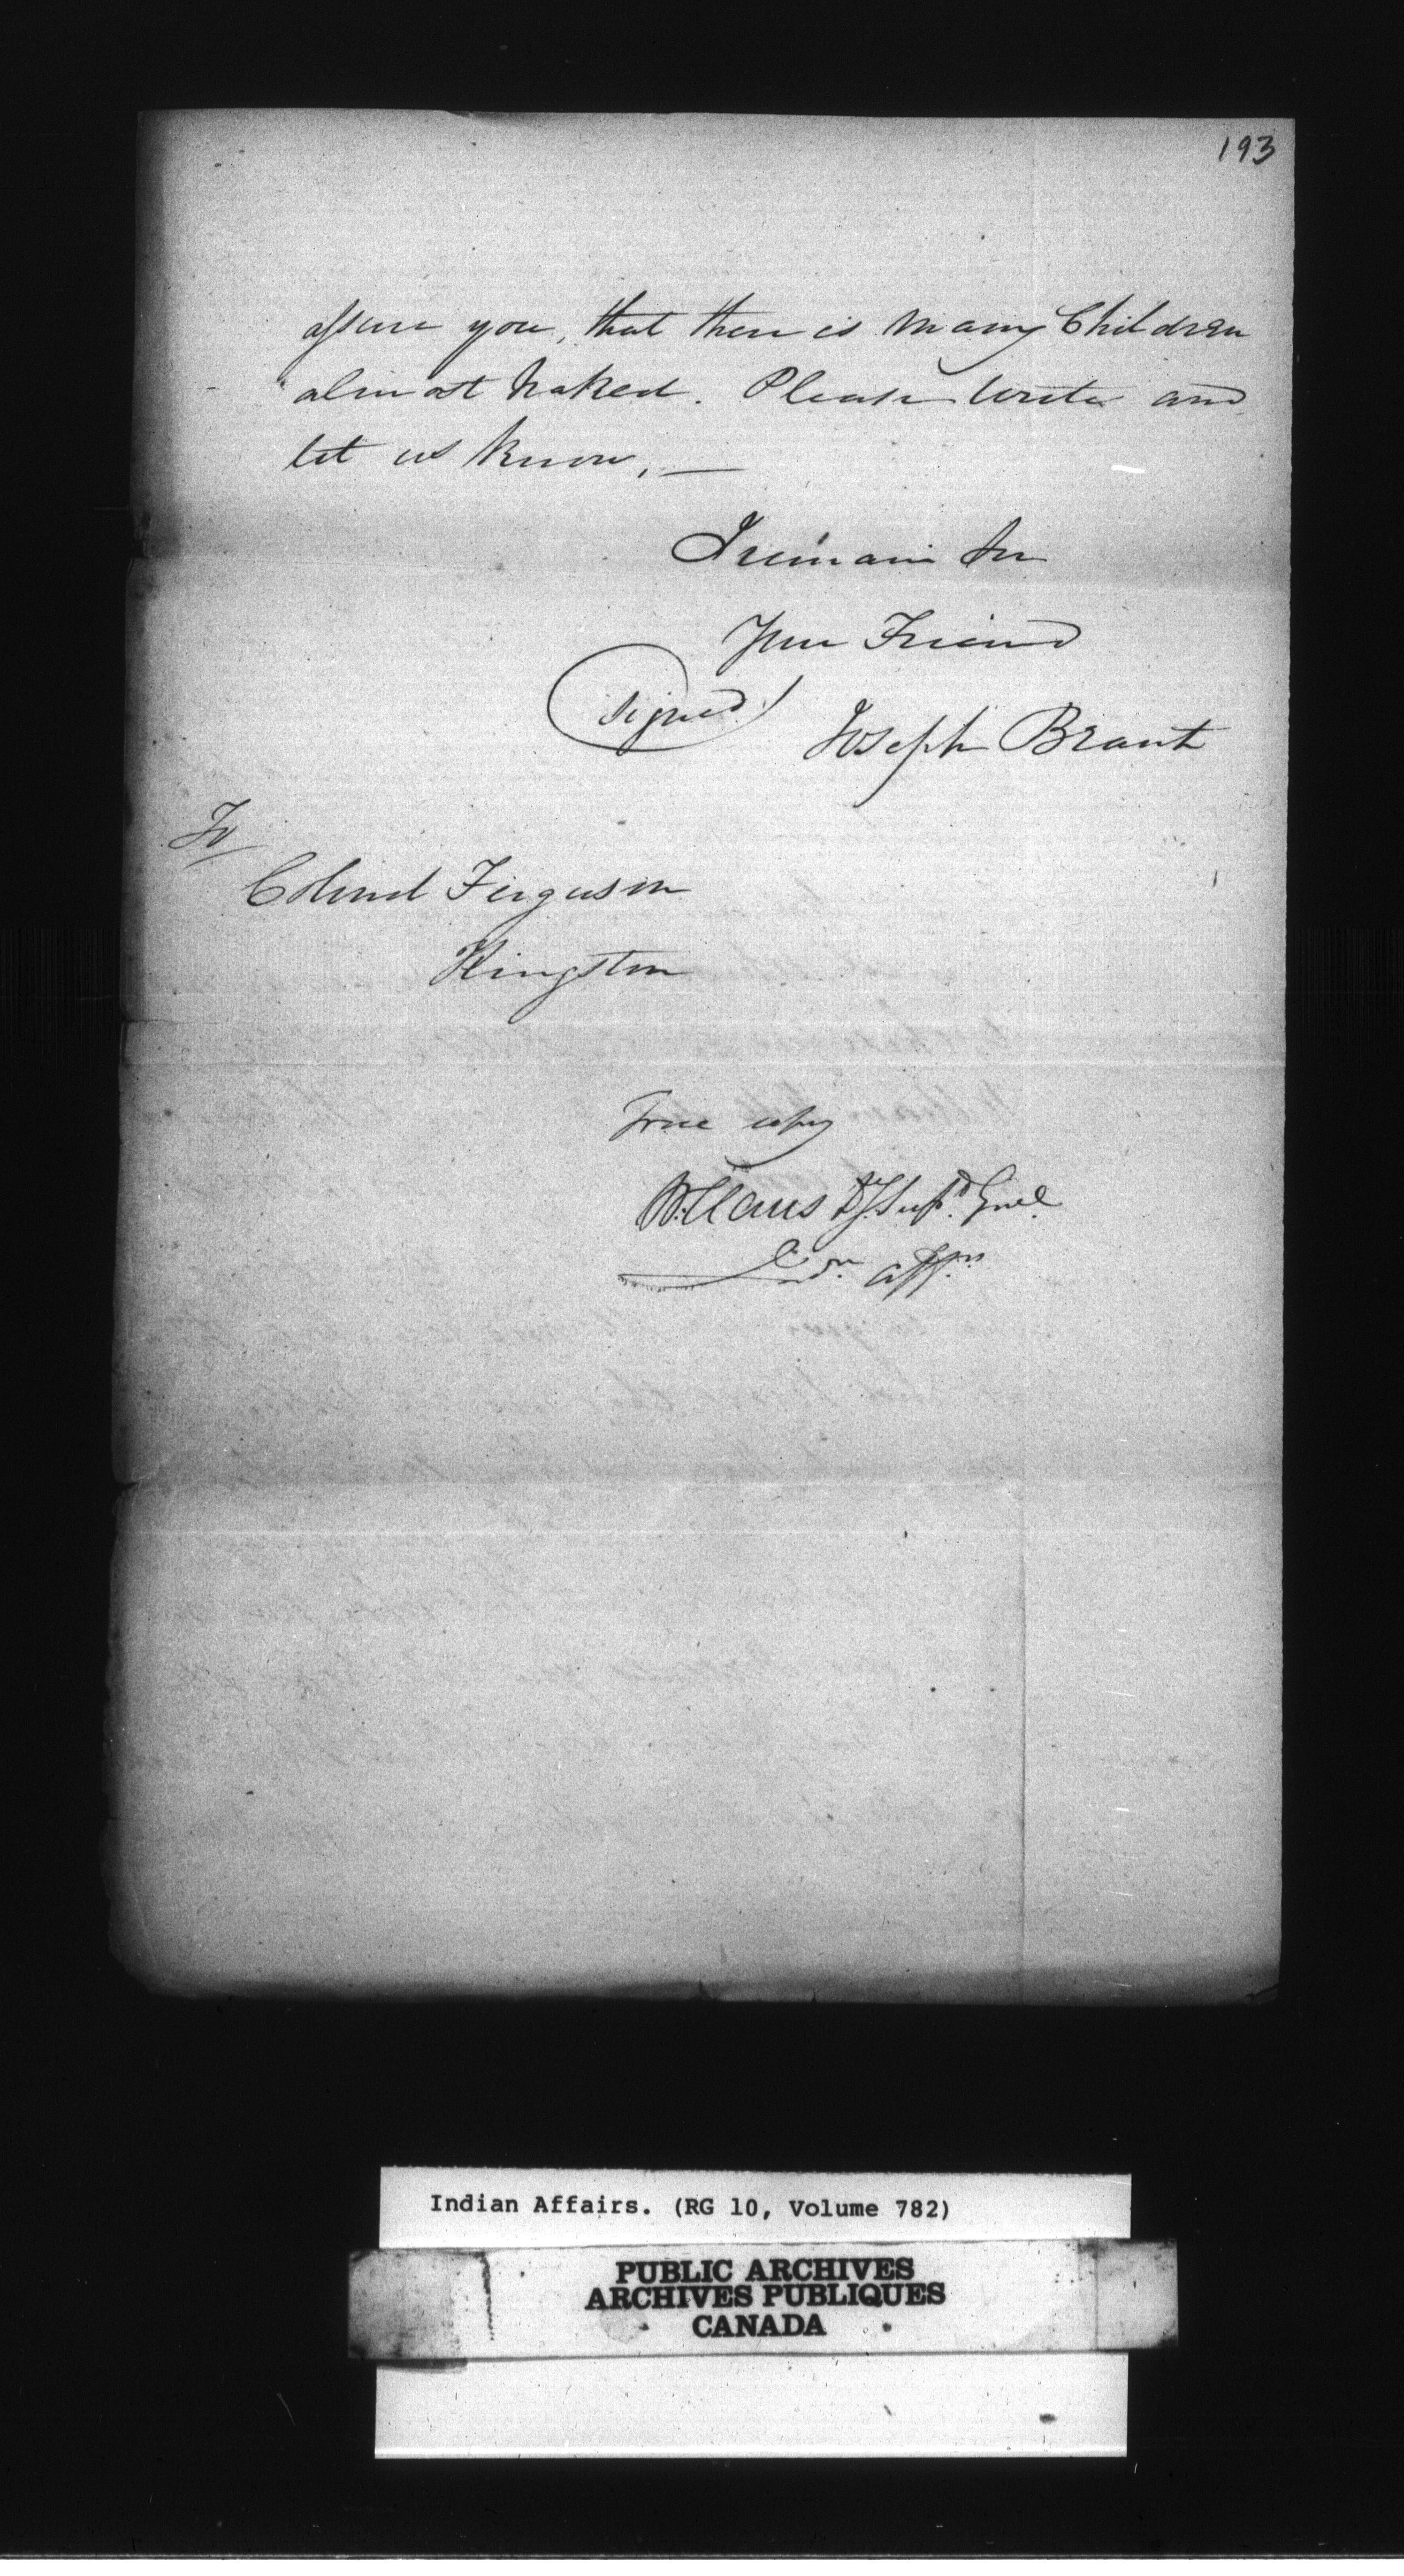 193
assure you, that there is many Children
almost Naked. Please write and
let us know. —
I remain Sir
Your Friend
(Signed) Joseph Brant
To
Colonel Ferguson
Kingston
True copy
W. Claus Dy Supt. Genl.
Indn. Affrs
Indian Affairs. (RG 10, Volume 782)
PUBLIC ARCHIVES
ARCHIVES PUBLIQUES
CANADA